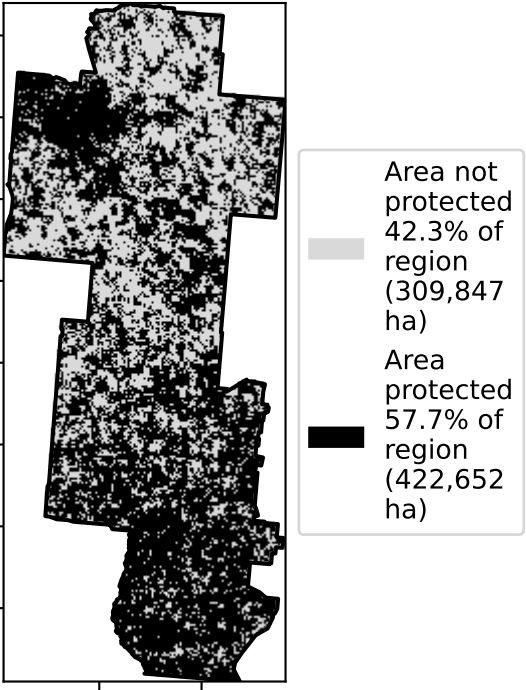 Area not
protected
42.3% of
region
(309,847
ha)
Area
protected
57.7% of
region
(422,652
ha)